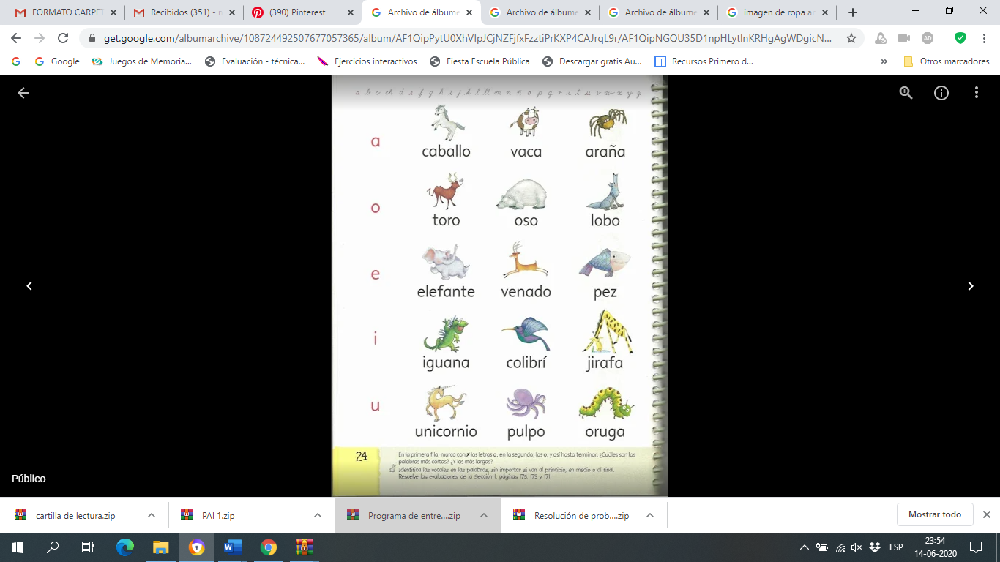 FORMATO CARPET
Recibidos (351) - n
(390) Pinterest
Archivo de álbume
Archivo de álbume
Archivo de álbume
imagen de ropa ar
get.google.com/albumarchive/108724492507677057365/album/AF1QipPytU0XhVIpJCjNZFjfxFzztiPrKXP4CAJrqL9r/AF1QipNGQU35D1npHLytlnKRHgAgWDgicN...
Google
Juegos de Memoria...
Evaluación - técnica...
Ejercicios interactivos
Fiesta Escuela Pública
Descargar gratis Au...
Recursos Primero d...
»
Otros marcadores
a b c ch d e f g h i j k l ll m n ñ o p q r s t u v w x y z
a
caballo vaca araña
o
toro oso lobo
e
elefante venado pez
i
iguana colibrí jirafa
u
unicornio pulpo oruga
24
En la primera fila, marca con ✗ las letras a; en la segunda, las o, y así hasta terminar. ¿Cuáles son las
palabras más cortas? ¿Y las más largas?
Identifica las vocales en las palabras, sin importar si van al principio, en medio o al final.
Resuelve las evaluaciones de la Sección 1: páginas 175, 173 y 171.
Público
cartilla de lectura.zip
PAI 1.zip
Programa de entre....zip
Resolución de prob....zip
Mostrar todo
ESP
23:54
14-06-2020